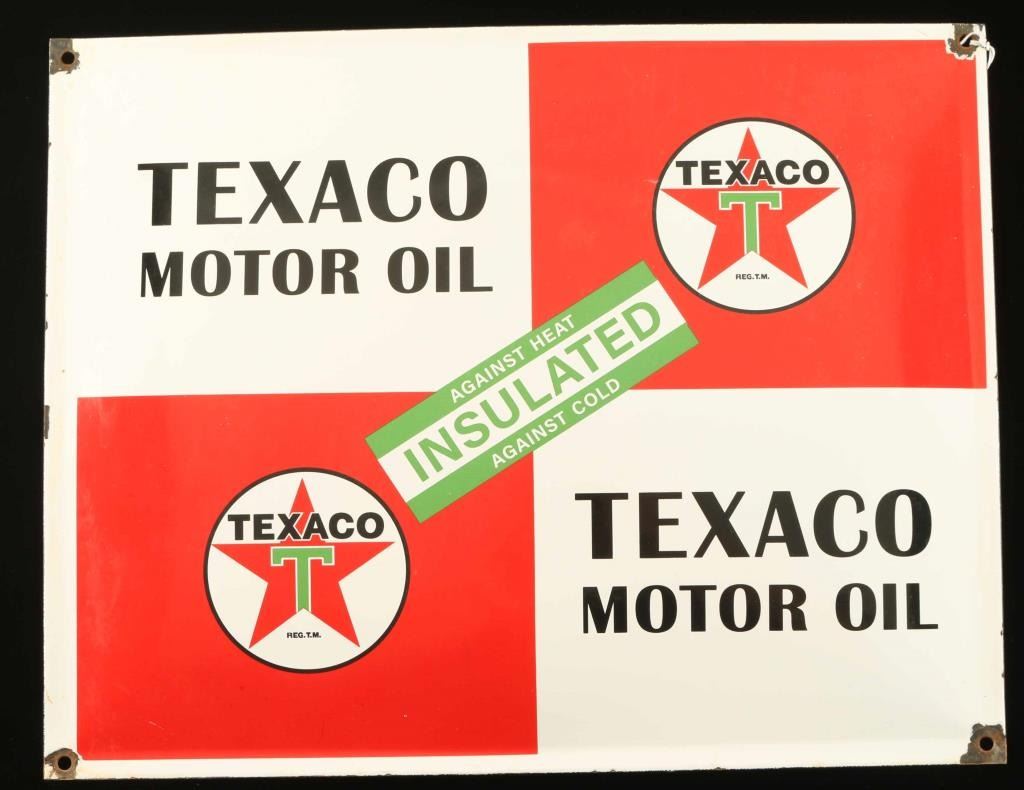 TEXACO
MOTOR OIL
TEXACO
T
REG. T.M.
AGAINST HEAT
INSULATED
AGAINST COLD
TEXACO
T
REG. T.M.
TEXACO
MOTOR OIL